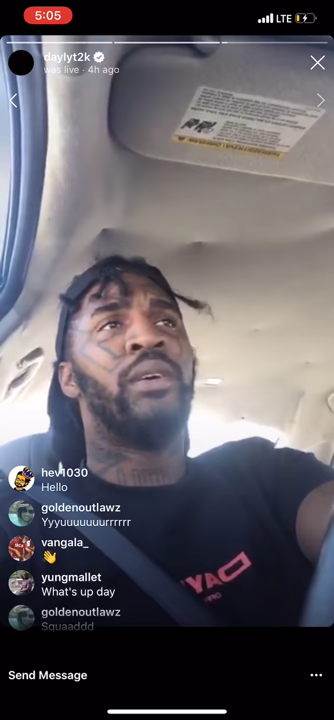 5:05
LTE
daylyt2k
was live · 4h ago
hev1030
Hello
goldenoutlawz
Yyyuuuuuuurrrrrr
vangala_
👋
yungmallet
What's up day
goldenoutlawz
Squaaddd
Send Message